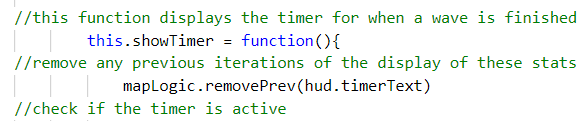 //this function displays the timer for when a wave is finished
this.showTimer = function(){
//remove any previous iterations of the display of these stats
mapLogic.removePrev(hud.timerText)
//check if the timer is active